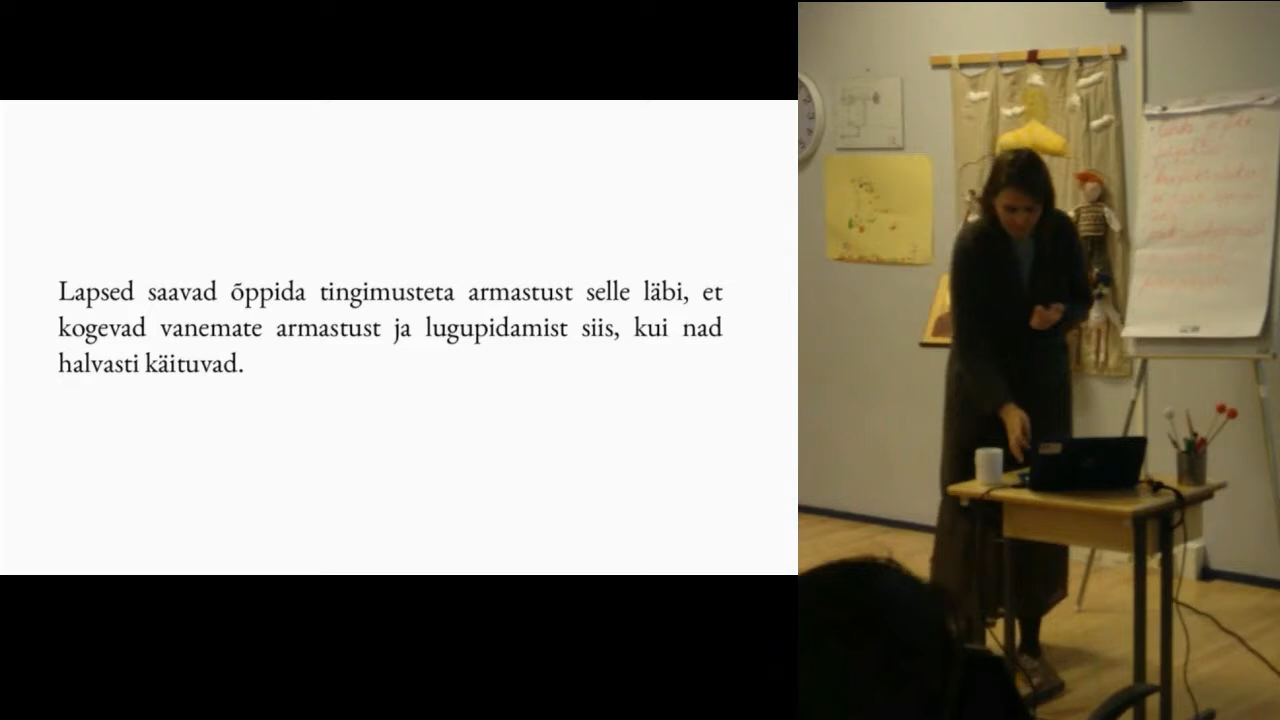 Lapsed saavad õppida tingimusteta armastust selle läbi, et
kogevad vanemate armastust ja lugupidamist siis, kui nad
halvasti käituvad.